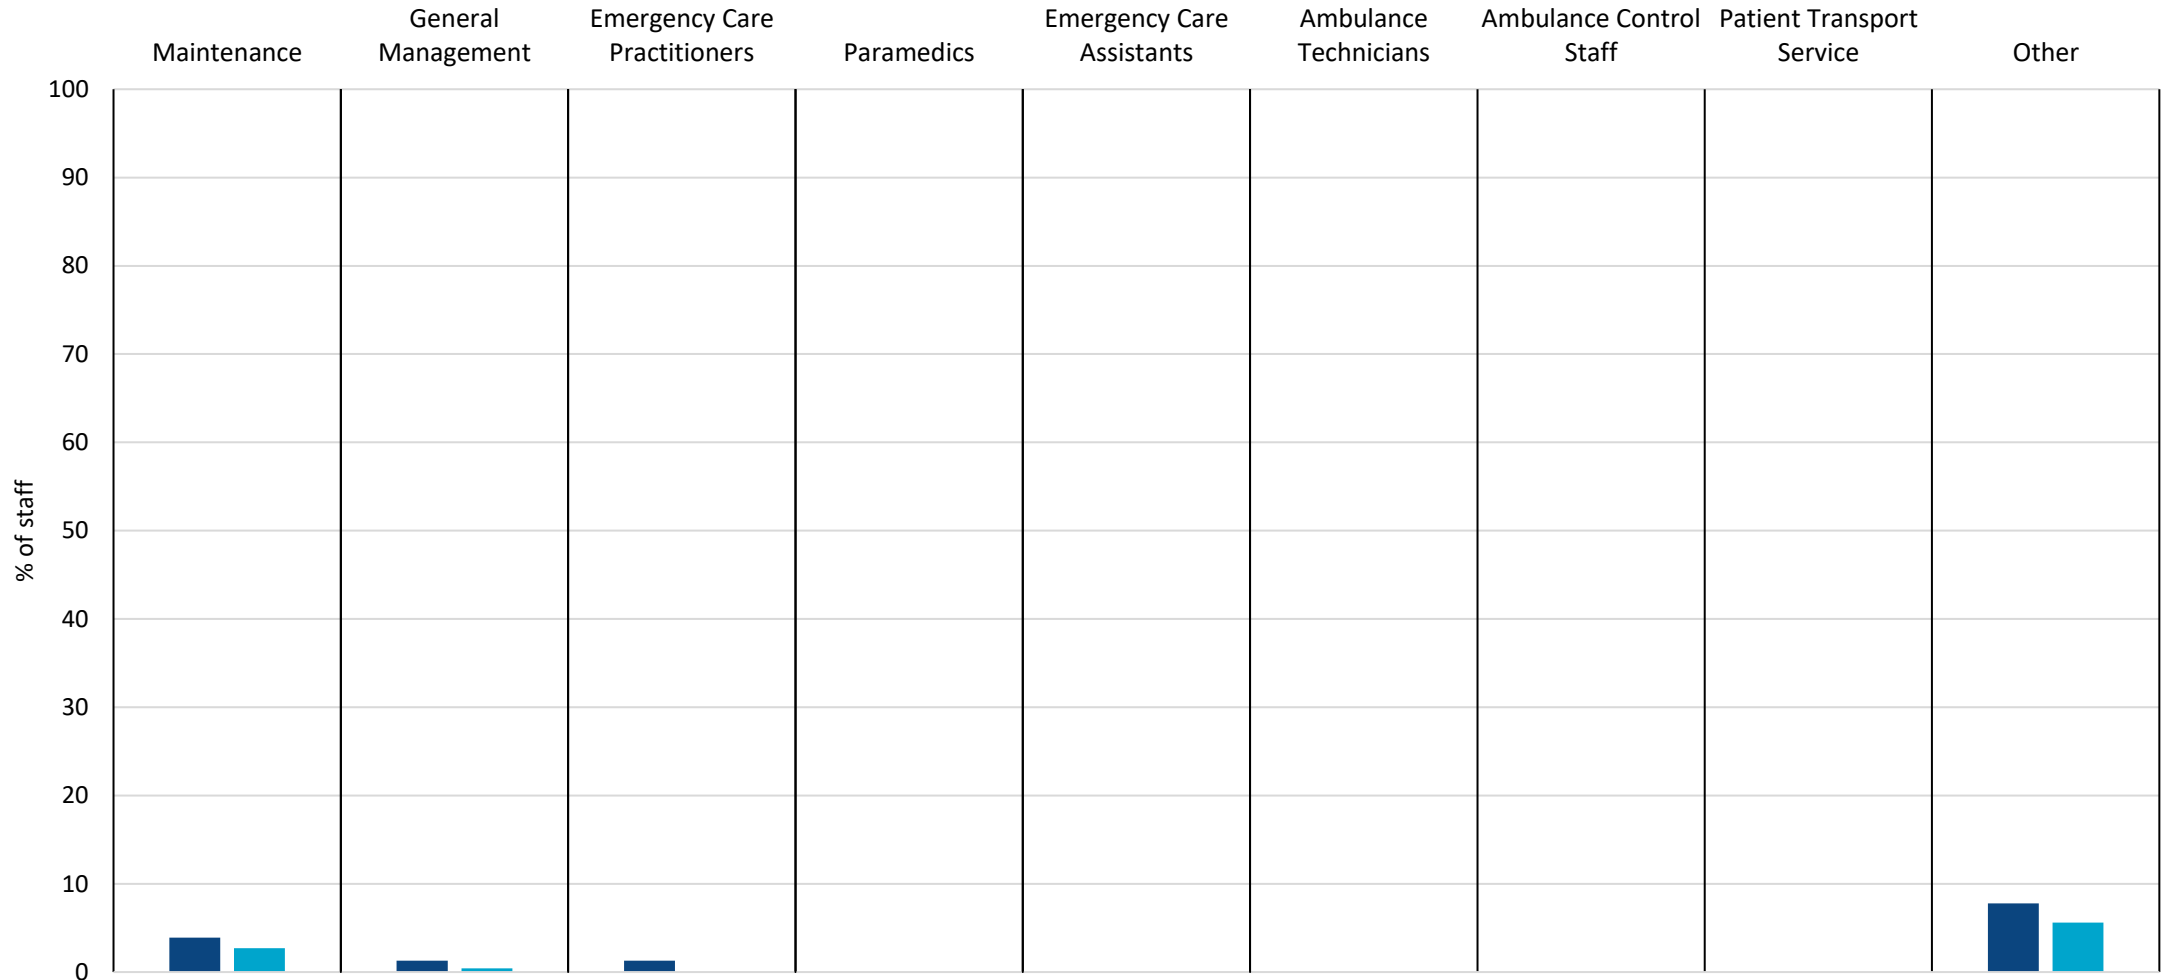 Maintenance
General
Management
Emergency Care
Practitioners
Paramedics
Emergency Care
Assistants
Ambulance
Technicians
Ambulance Control
Staff
Patient Transport
Service
Other
100
90
80
70
60
50
40
30
20
10
0
% of staff